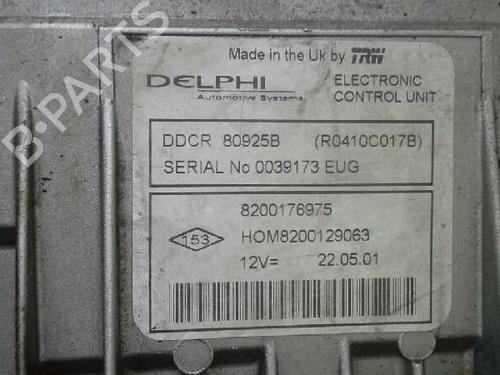 Made in the Uk by TRW
DELPHI
Automotive Systems
ELECTRONIC
CONTROL UNIT
DDCR 80925B (R0410C017B)
SERIAL No 0039173 EUG
8200176975
153 HOM8200129063
12V= 22.05.01
B-PARTS